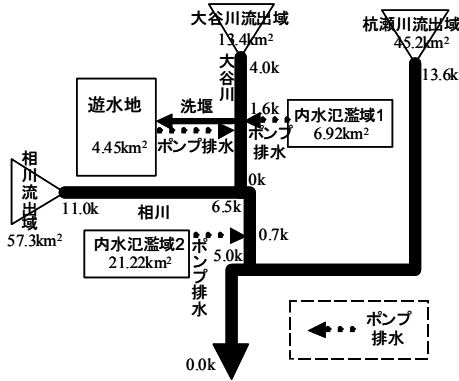 大谷川流出域
13.4km²
杭瀬川流出域
45.2km²
大谷川
4.0k
13.6k
遊水地
4.45km²
洗堰
ポンプ排水
1.6k
ポンプ
排水
内水氾濫域1
6.92km²
相川流出域
57.3km²
11.0k
相川
6.5k
0k
内水氾濫域2
21.22km²
ポンプ排水
0.7k
5.0k
0.0k
ポンプ
排水